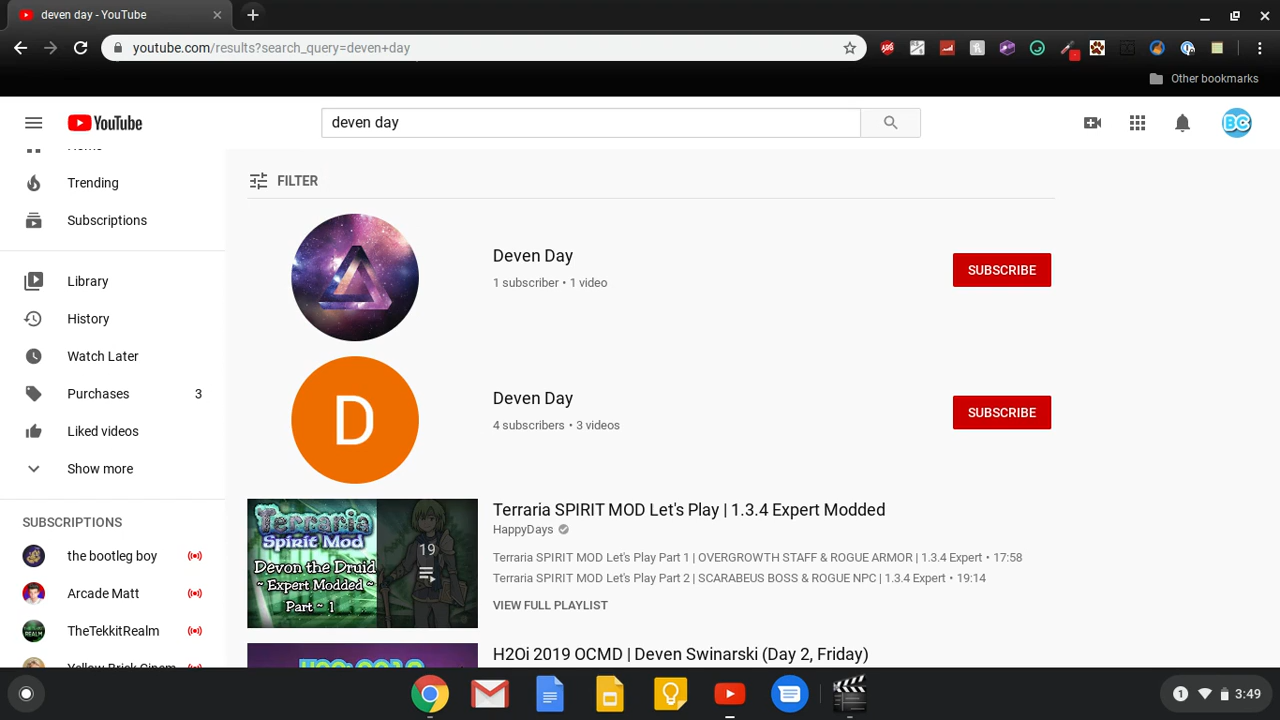 deven day - YouTube
youtube.com/results?search_query=deven+day
Other bookmarks
YouTube
deven day
BC
Home
Trending
Subscriptions
Library
History
Watch Later
Purchases 3
Liked videos
Show more
SUBSCRIPTIONS
the bootleg boy
Arcade Matt
TheTekkitRealm
Yellow Brick Cinem
FILTER
Deven Day
1 subscriber • 1 video
SUBSCRIBE
D
Deven Day
4 subscribers • 3 videos
SUBSCRIBE
Terraria
Spirit Mod
Devon the Druid
~ Expert Modded ~
Part ~ 1
19
Terraria SPIRIT MOD Let's Play | 1.3.4 Expert Modded
HappyDays
Terraria SPIRIT MOD Let's Play Part 1 | OVERGROWTH STAFF & ROGUE ARMOR | 1.3.4 Expert • 17:58
Terraria SPIRIT MOD Let's Play Part 2 | SCARABEUS BOSS & ROGUE NPC | 1.3.4 Expert • 19:14
VIEW FULL PLAYLIST
H2Oi 2019 OCMD | Deven Swinarski (Day 2, Friday)
1 3:49